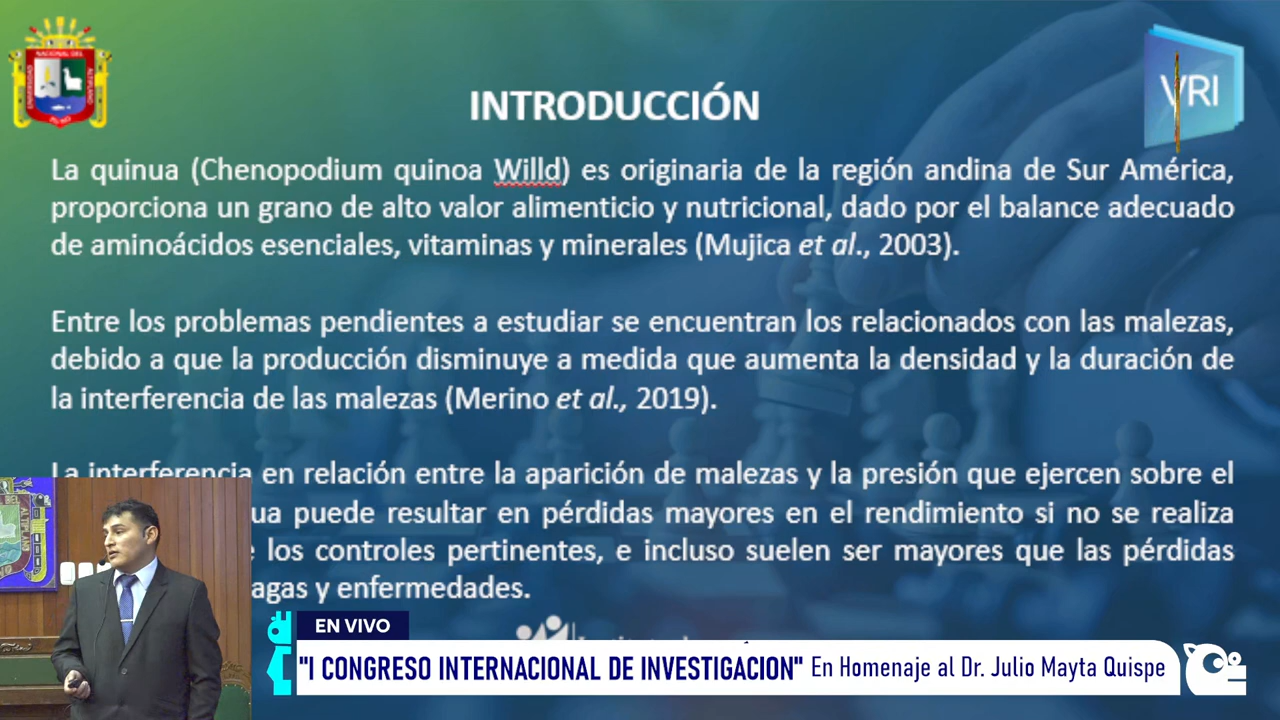 NACIONAL DEL
UNIVERSIDAD
ALTIPLANO
PUNO
VRI
INTRODUCCIÓN
La quinua (Chenopodium quinoa Willd) es originaria de la región andina de Sur América,
proporciona un grano de alto valor alimenticio y nutricional, dado por el balance adecuado
de aminoácidos esenciales, vitaminas y minerales (Mujica et al., 2003).
Entre los problemas pendientes a estudiar se encuentran los relacionados con las malezas,
debido a que la producción disminuye a medida que aumenta la densidad y la duración de
la interferencia de las malezas (Merino et al., 2019).
La interferencia en relación entre la aparición de malezas y la presión que ejercen sobre el
ua puede resultar en pérdidas mayores en el rendimiento si no se realiza
los controles pertinentes, e incluso suelen ser mayores que las pérdidas
agas y enfermedades.
EN VIVO
"I CONGRESO INTERNACIONAL DE INVESTIGACION" En Homenaje al Dr. Julio Mayta Quispe